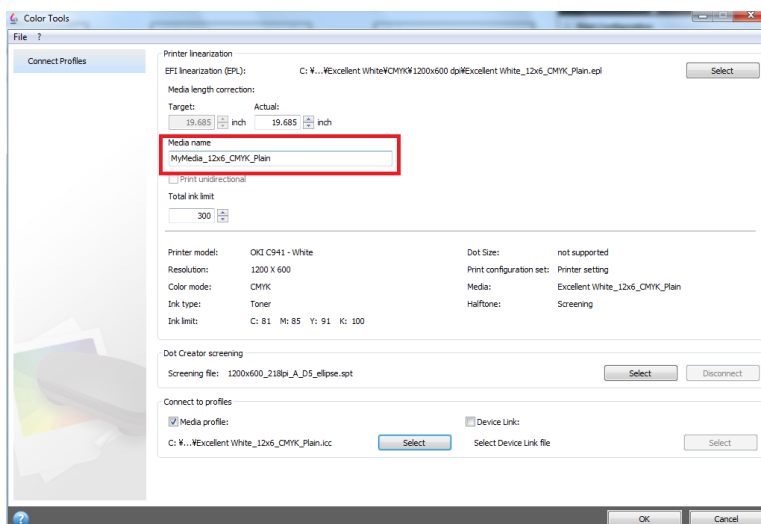 Color Tools
File ?
Connect Profiles
Printer linearization
EFI linearization (EPL): C: ¥...¥Excellent White¥CMYK¥1200x600 dpi¥Excellent White_12x6_CMYK_Plain.epl Select
Media length correction:
Target: Actual:
19.685 inch 19.685 inch
Media name
MyMedia_12x6_CMYK_Plain
Print unidirectional
Total ink limit
300
Printer model: OKI C941 - White Dot Size: not supported
Resolution: 1200 X 600 Print configuration set: Printer setting
Color mode: CMYK Media: Excellent White_12x6_CMYK_Plain
Ink type: Toner Halftone: Screening
Ink limit: C: 81 M: 85 Y: 91 K: 100
Dot Creator screening
Screening file: 1200x600_218lpi_A_D5_ellipse.spt Select Disconnect
Connect to profiles
Media profile: Device Link:
C: ¥...¥Excellent White_12x6_CMYK_Plain.icc Select Select Device Link file Select
? OK Cancel